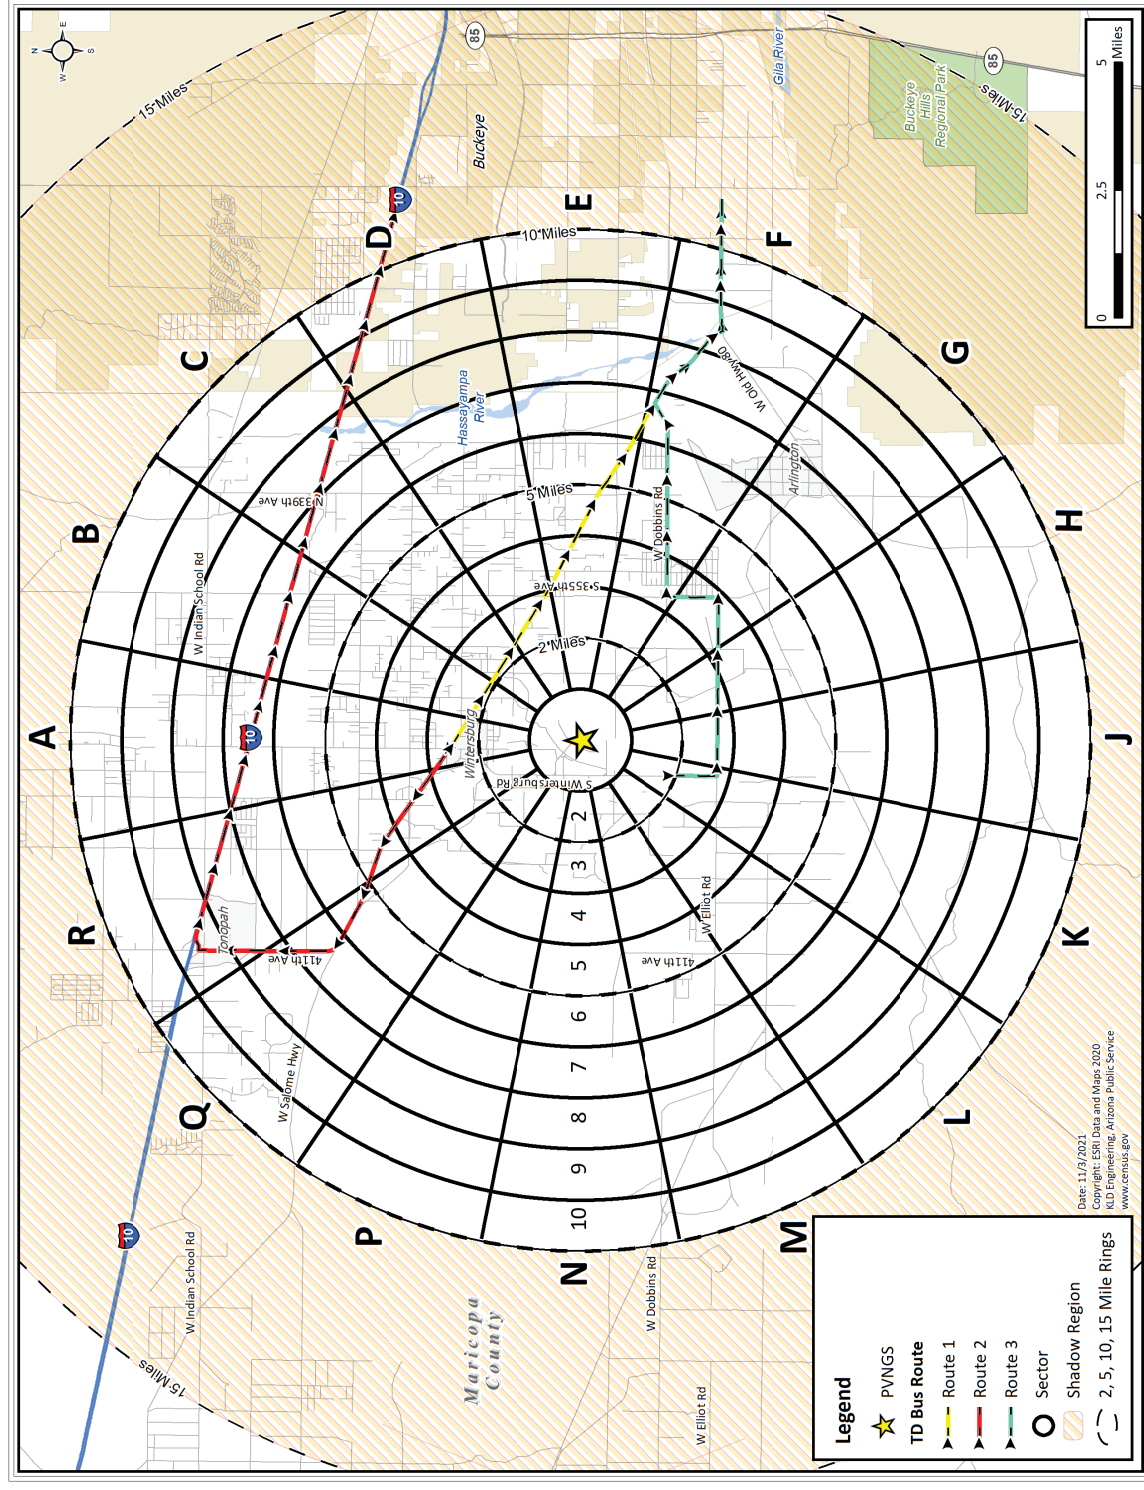 N
E
S
W
15 Miles
10
85
Gila River
85
Buckeye
Hills
Regional Park
15 Miles
0
2.5
5
Miles
Buckeye
D
E
F
10 Miles
C
G
Hassayampa
River
W Old Hwy 80
Arlington
B
H
N 339th Ave
5 Miles
W Dobbins Rd
W Indian School Rd
S 355th Ave
2 Miles
A
10
Wintersburg
S Wintersburg Rd
J
2
3
4
5
6
7
8
9
10
R
Tonopah
411th Ave
W Elliot Rd
411th Ave
K
Q
W Salome Hwy
L
P
N
M
10
W Indian School Rd
Maricopa
County
W Dobbins Rd
W Elliot Rd
15 Miles
Date: 11/3/2021
Copyright: ESRI Data and Maps 2020
KLD Engineering, Arizona Public Service
www.census.gov
Legend
PVNGS
TD Bus Route
Route 1
Route 2
Route 3
Sector
Shadow Region
2, 5, 10, 15 Mile Rings